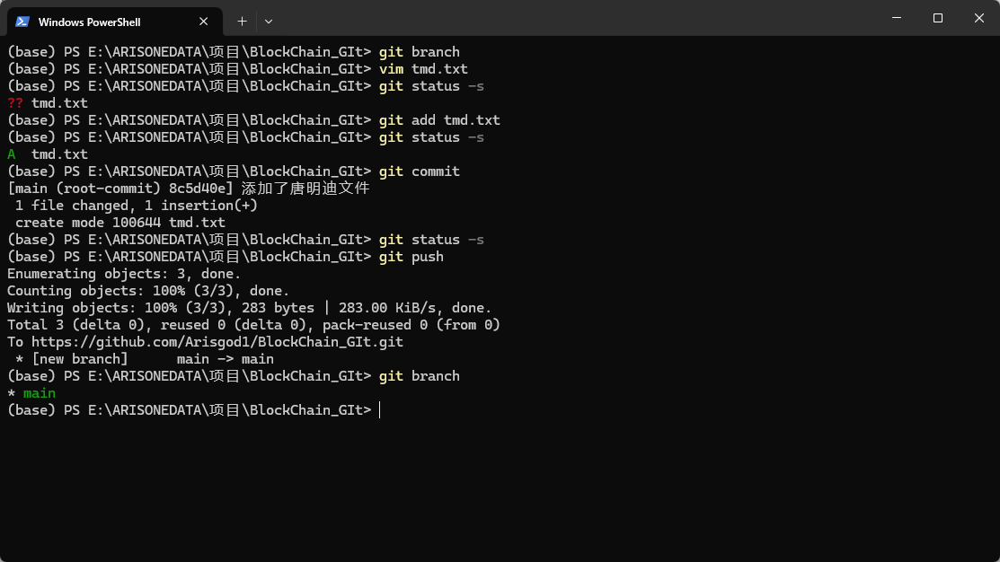 Windows PowerShell
(base) PS E:\ARISONEDATA\项目\BlockChain_GIt> git branch
(base) PS E:\ARISONEDATA\项目\BlockChain_GIt> vim tmd.txt
(base) PS E:\ARISONEDATA\项目\BlockChain_GIt> git status -s
?? tmd.txt
(base) PS E:\ARISONEDATA\项目\BlockChain_GIt> git add tmd.txt
(base) PS E:\ARISONEDATA\项目\BlockChain_GIt> git status -s
A  tmd.txt
(base) PS E:\ARISONEDATA\项目\BlockChain_GIt> git commit
[main (root-commit) 8c5d40e] 添加了唐明迪文件
 1 file changed, 1 insertion(+)
 create mode 100644 tmd.txt
(base) PS E:\ARISONEDATA\项目\BlockChain_GIt> git status -s
(base) PS E:\ARISONEDATA\项目\BlockChain_GIt> git push
Enumerating objects: 3, done.
Counting objects: 100% (3/3), done.
Writing objects: 100% (3/3), 283 bytes | 283.00 KiB/s, done.
Total 3 (delta 0), reused 0 (delta 0), pack-reused 0 (from 0)
To https://github.com/Arisgod1/BlockChain_GIt.git
 * [new branch]      main -> main
(base) PS E:\ARISONEDATA\项目\BlockChain_GIt> git branch
* main
(base) PS E:\ARISONEDATA\项目\BlockChain_GIt>